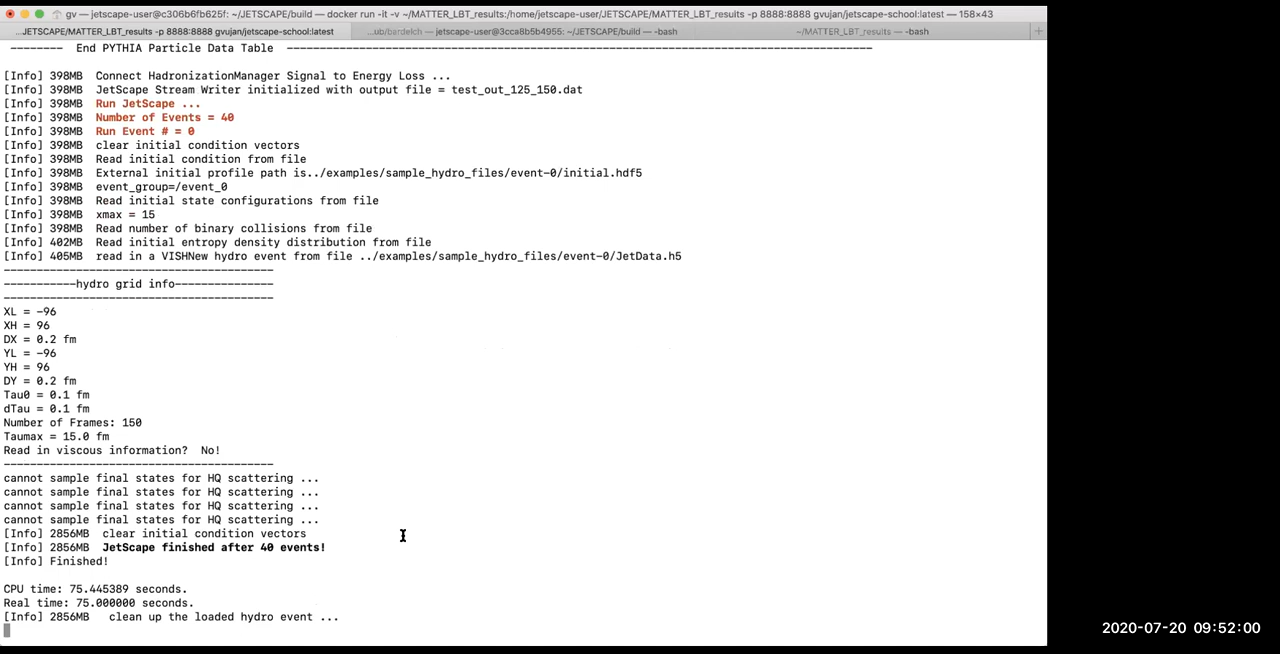 gv — jetscape-user@c306b6fb625f: ~/JETSCAPE/build — docker run -it -v ~/MATTER_LBT_results:/home/jetscape-user/JETSCAPE/MATTER_LBT_results -p 8888:8888 gvujan/jetscape-school:latest — 158×43
...JETSCAPE/MATTER_LBT_results -p 8888:8888 gvujan/jetscape-school:latest
...ub/bardelch — jetscape-user@3cca8b5b4955: ~/JETSCAPE/build — -bash
~/MATTER_LBT_results — -bash
-------- End PYTHIA Particle Data Table -----------------------------------------------------------------------------------------
[Info] 398MB Connect HadronizationManager Signal to Energy Loss ...
[Info] 398MB JetScape Stream Writer initialized with output file = test_out_125_150.dat
[Info] 398MB Run JetScape ...
[Info] 398MB Number of Events = 40
[Info] 398MB Run Event # = 0
[Info] 398MB clear initial condition vectors
[Info] 398MB Read initial condition from file
[Info] 398MB External initial profile path is../examples/sample_hydro_files/event-0/initial.hdf5
[Info] 398MB event_group=/event_0
[Info] 398MB Read initial state configurations from file
[Info] 398MB xmax = 15
[Info] 398MB Read number of binary collisions from file
[Info] 402MB Read initial entropy density distribution from file
[Info] 405MB read in a VISHNew hydro event from file ../examples/sample_hydro_files/event-0/JetData.h5
-----------------------------------------
-----------hydro grid info---------------
-----------------------------------------
XL = -96
XH = 96
DX = 0.2 fm
YL = -96
YH = 96
DY = 0.2 fm
Tau0 = 0.1 fm
dTau = 0.1 fm
Number of Frames: 150
Taumax = 15.0 fm
Read in viscous information? No!
-----------------------------------------
cannot sample final states for HQ scattering ...
cannot sample final states for HQ scattering ...
cannot sample final states for HQ scattering ...
cannot sample final states for HQ scattering ...
[Info] 2856MB clear initial condition vectors
[Info] 2856MB JetScape finished after 40 events!
[Info] Finished!
CPU time: 75.445389 seconds.
Real time: 75.000000 seconds.
[Info] 2856MB clean up the loaded hydro event ...
2020-07-20 09:52:00